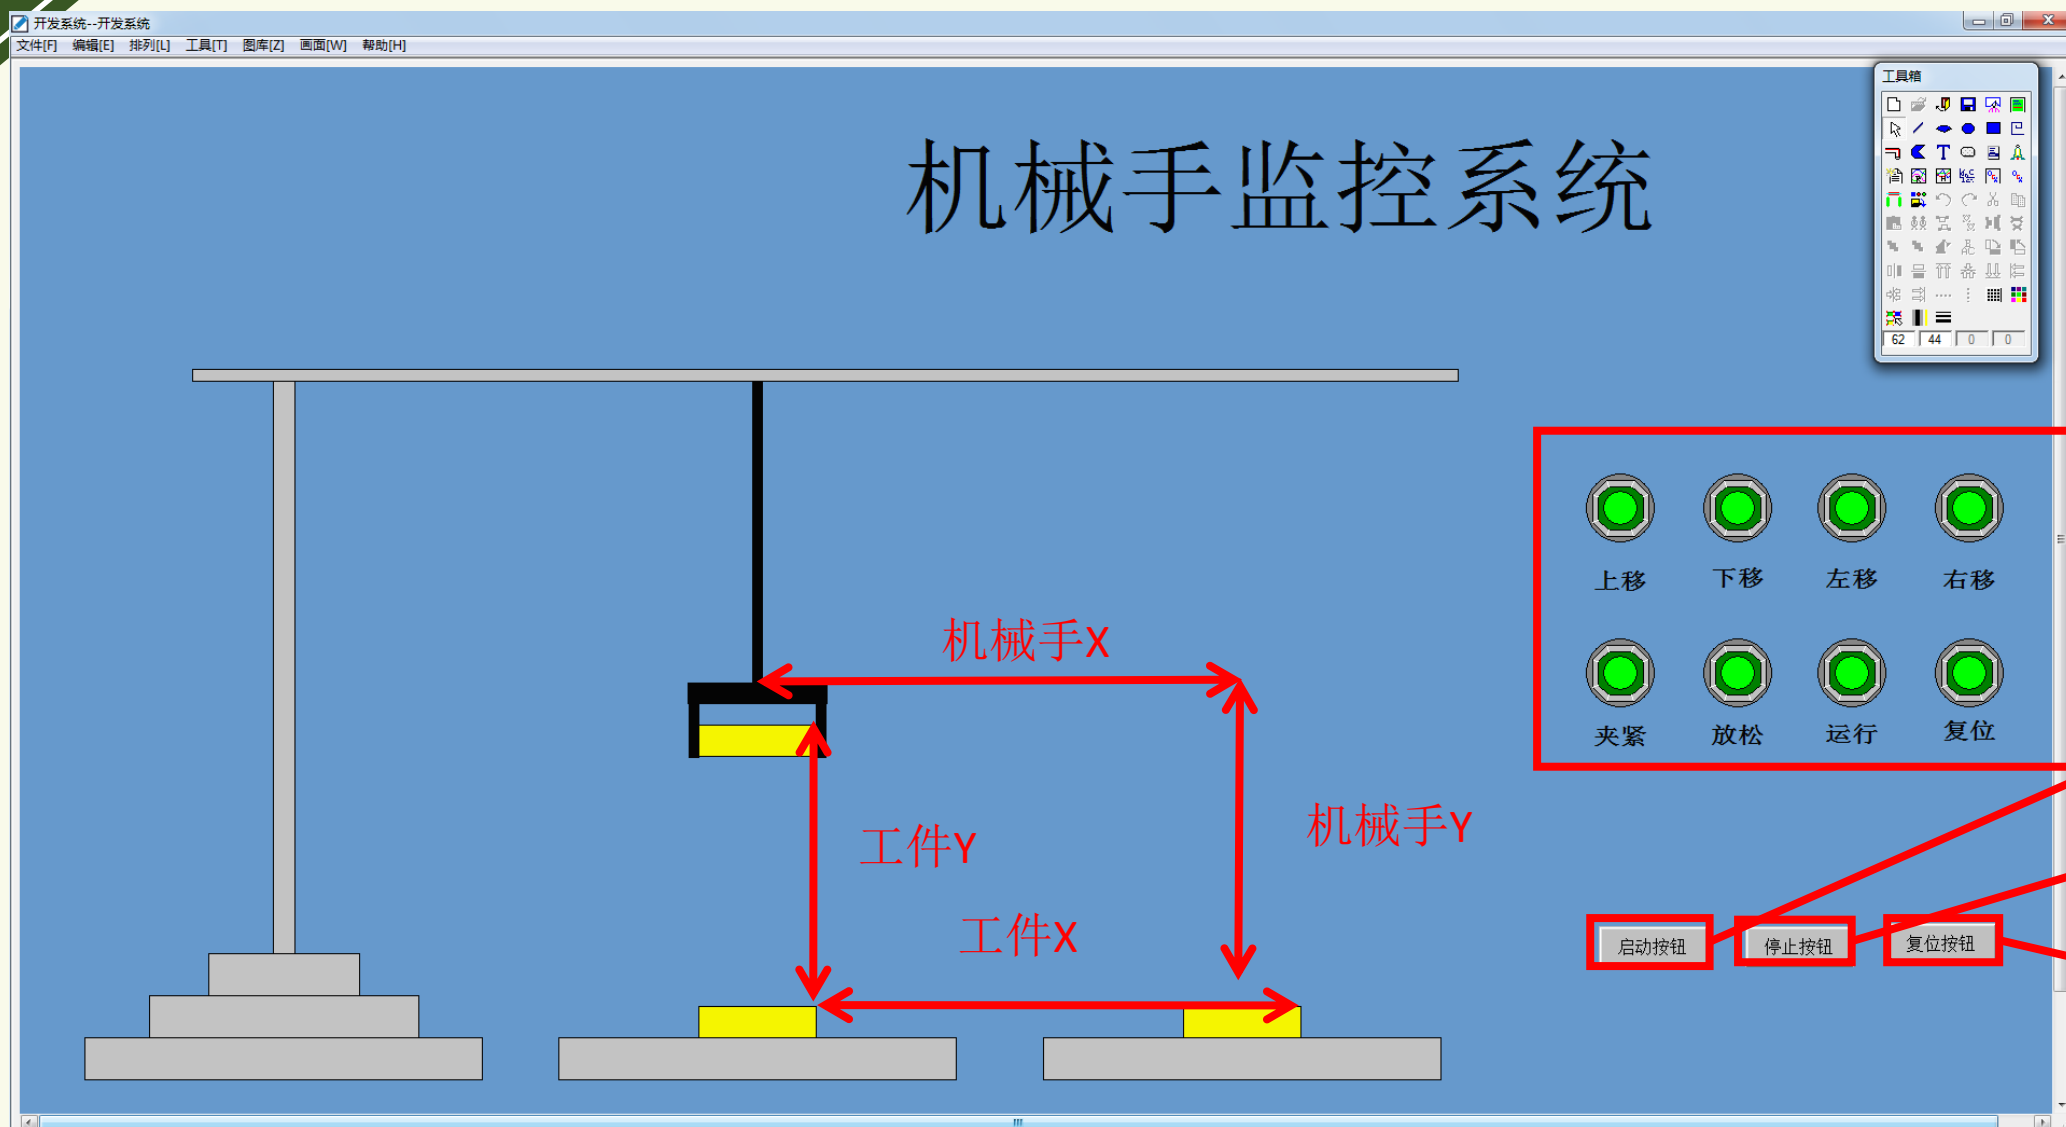 开发系统--开发系统
文件[F] 编辑[E] 排列[L] 工具[T] 图库[Z] 画面[W] 帮助[H]
工具箱
62 44 0 0
机械手监控系统
上移 下移 左移 右移
机械手X
夹紧 放松 运行 复位
机械手Y
工件Y
工件X
启动按钮 停止按钮 复位按钮